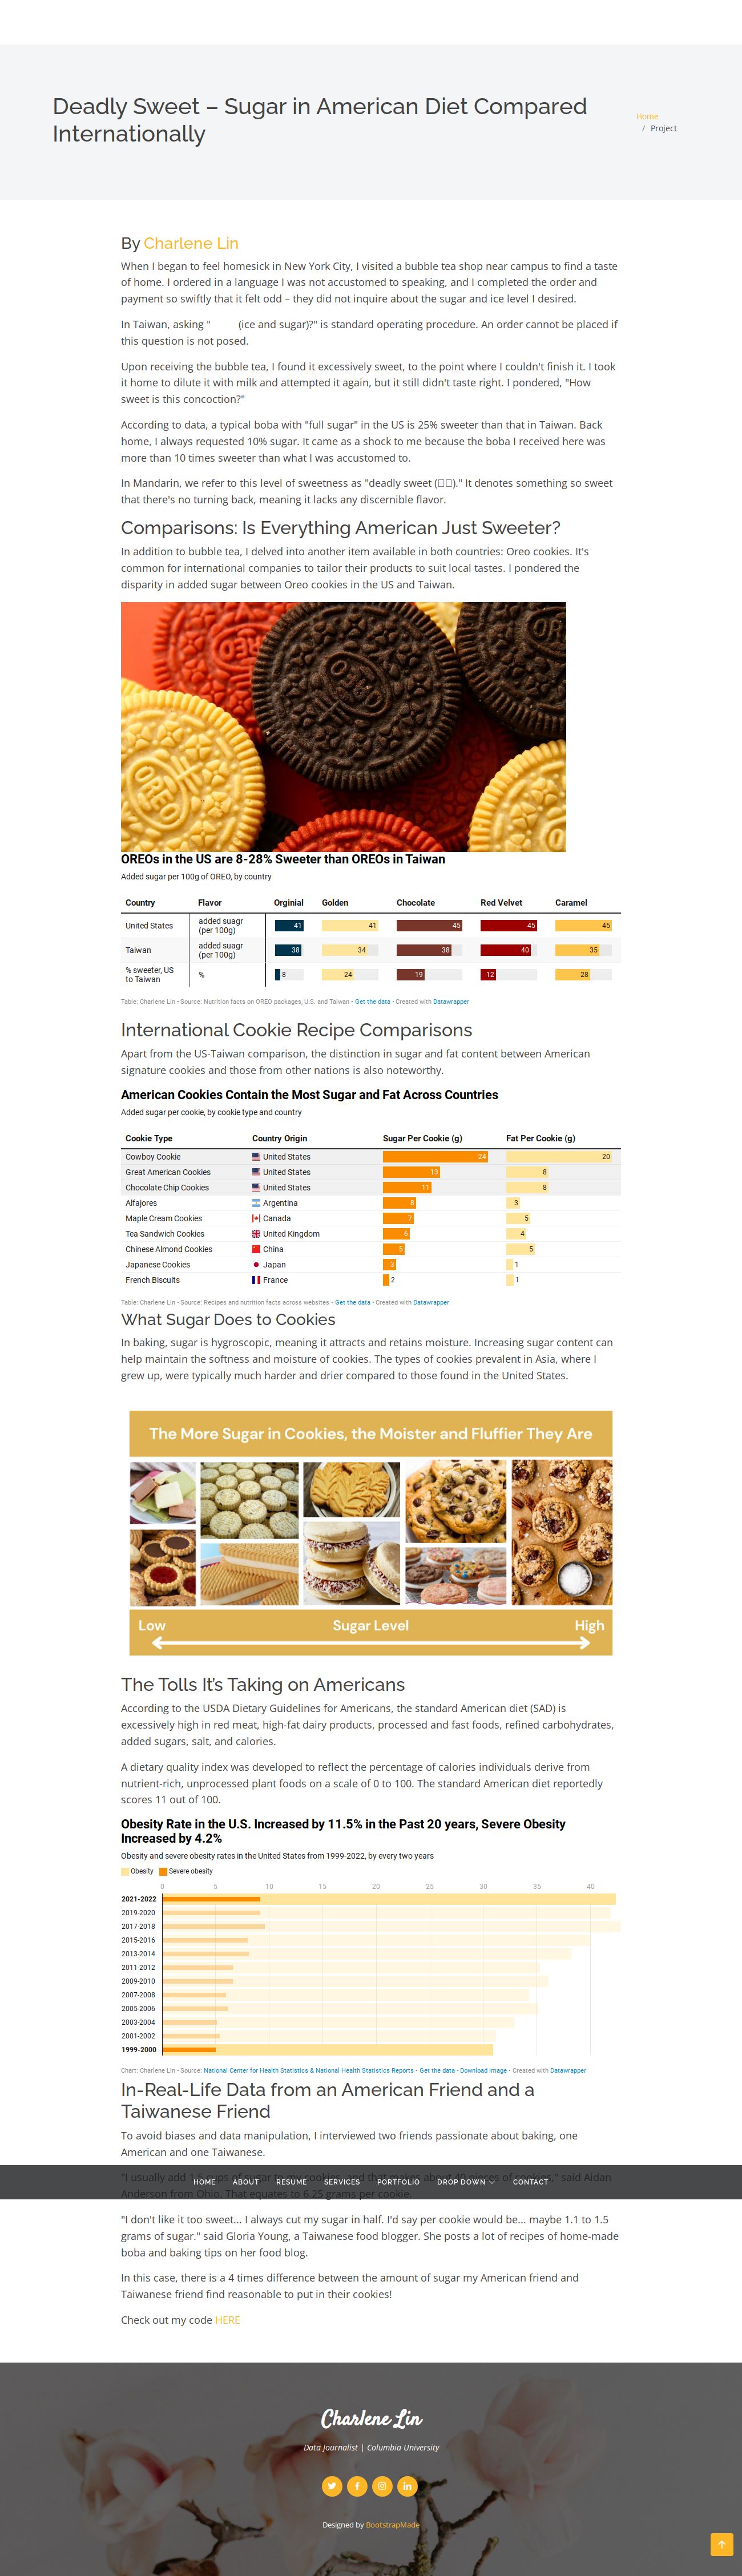 Deadly Sweet – Sugar in American Diet Compared
Internationally
Home
/ Project
By Charlene Lin
When I began to feel homesick in New York City, I visited a bubble tea shop near campus to find a taste
of home. I ordered in a language I was not accustomed to speaking, and I completed the order and
payment so swiftly that it felt odd – they did not inquire about the sugar and ice level I desired.
In Taiwan, asking " (ice and sugar)?" is standard operating procedure. An order cannot be placed if
this question is not posed.
Upon receiving the bubble tea, I found it excessively sweet, to the point where I couldn't finish it. I took
it home to dilute it with milk and attempted it again, but it still didn't taste right. I pondered, "How
sweet is this concoction?"
According to data, a typical boba with "full sugar" in the US is 25% sweeter than that in Taiwan. Back
home, I always requested 10% sugar. It came as a shock to me because the boba I received here was
more than 10 times sweeter than what I was accustomed to.
In Mandarin, we refer to this level of sweetness as "deadly sweet (▯▯)." It denotes something so sweet
that there's no turning back, meaning it lacks any discernible flavor.
Comparisons: Is Everything American Just Sweeter?
In addition to bubble tea, I delved into another item available in both countries: Oreo cookies. It's
common for international companies to tailor their products to suit local tastes. I pondered the
disparity in added sugar between Oreo cookies in the US and Taiwan.
OREO
OREO
OREOs in the US are 8-28% Sweeter than OREOs in Taiwan
Added sugar per 100g of OREO, by country
Country Flavor Orginial Golden Chocolate Red Velvet Caramel
United States added suagr (per 100g) 41 41 45 45 45
Taiwan added suagr (per 100g) 38 34 38 40 35
% sweeter, US to Taiwan % 8 24 19 12 28
Table: Charlene Lin • Source: Nutrition facts on OREO packages, U.S. and Taiwan • Get the data • Created with Datawrapper
International Cookie Recipe Comparisons
Apart from the US-Taiwan comparison, the distinction in sugar and fat content between American
signature cookies and those from other nations is also noteworthy.
American Cookies Contain the Most Sugar and Fat Across Countries
Added sugar per cookie, by cookie type and country
Cookie Type Country Origin Sugar Per Cookie (g) Fat Per Cookie (g)
Cowboy Cookie United States 24 20
Great American Cookies United States 13 8
Chocolate Chip Cookies United States 11 8
Alfajores Argentina 8 3
Maple Cream Cookies Canada 7 5
Tea Sandwich Cookies United Kingdom 6 4
Chinese Almond Cookies China 5 5
Japanese Cookies Japan 3 1
French Biscuits France 2 1
Table: Charlene Lin • Source: Recipes and nutrition facts across websites • Get the data • Created with Datawrapper
What Sugar Does to Cookies
In baking, sugar is hygroscopic, meaning it attracts and retains moisture. Increasing sugar content can
help maintain the softness and moisture of cookies. The types of cookies prevalent in Asia, where I
grew up, were typically much harder and drier compared to those found in the United States.
The More Sugar in Cookies, the Moister and Fluffier They Are
Low Sugar Level High
The Tolls It's Taking on Americans
According to the USDA Dietary Guidelines for Americans, the standard American diet (SAD) is
excessively high in red meat, high-fat dairy products, processed and fast foods, refined carbohydrates,
added sugars, salt, and calories.
A dietary quality index was developed to reflect the percentage of calories individuals derive from
nutrient-rich, unprocessed plant foods on a scale of 0 to 100. The standard American diet reportedly
scores 11 out of 100.
Obesity Rate in the U.S. Increased by 11.5% in the Past 20 years, Severe Obesity
Increased by 4.2%
Obesity and severe obesity rates in the United States from 1999-2022, by every two years
Obesity Severe obesity
0 5 10 15 20 25 30 35 40
2021-2022
2019-2020
2017-2018
2015-2016
2013-2014
2011-2012
2009-2010
2007-2008
2005-2006
2003-2004
2001-2002
1999-2000
Chart: Charlene Lin • Source: National Center for Health Statistics & National Health Statistics Reports • Get the data • Download image • Created with Datawrapper
In-Real-Life Data from an American Friend and a
Taiwanese Friend
To avoid biases and data manipulation, I interviewed two friends passionate about baking, one
American and one Taiwanese.
"I usually add 1.5 cups of sugar to my cookies, and that makes about 40 pieces of cookies," said Aidan
HOME ABOUT RESUME SERVICES PORTFOLIO DROP DOWN CONTACT
Anderson from Ohio. That equates to 6.25 grams per cookie.
"I don't like it too sweet... I always cut my sugar in half. I'd say per cookie would be... maybe 1.1 to 1.5
grams of sugar." said Gloria Young, a Taiwanese food blogger. She posts a lot of recipes of home-made
boba and baking tips on her food blog.
In this case, there is a 4 times difference between the amount of sugar my American friend and
Taiwanese friend find reasonable to put in their cookies!
Check out my code HERE
Charlene Lin
Data Journalist | Columbia University
Designed by BootstrapMade